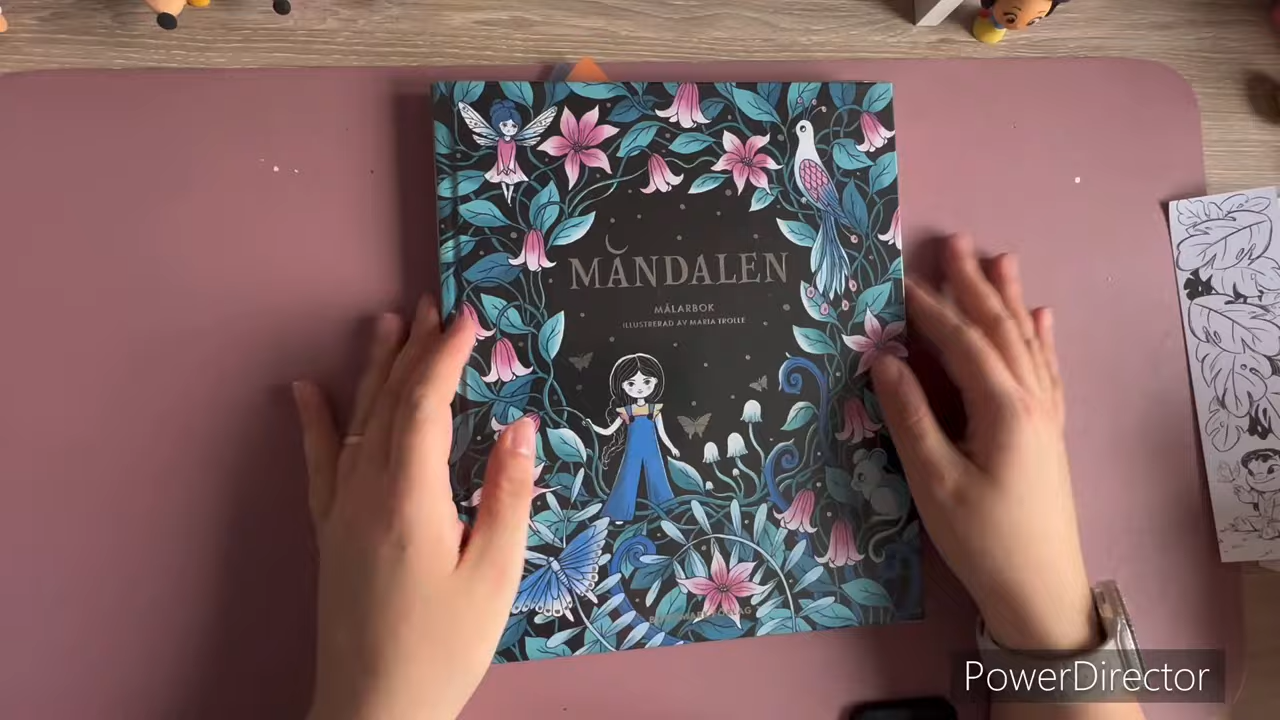 MÅNDALEN
MÅLARBOK
ILLUSTRERAD AV MARIA TROLLE
PowerDirector